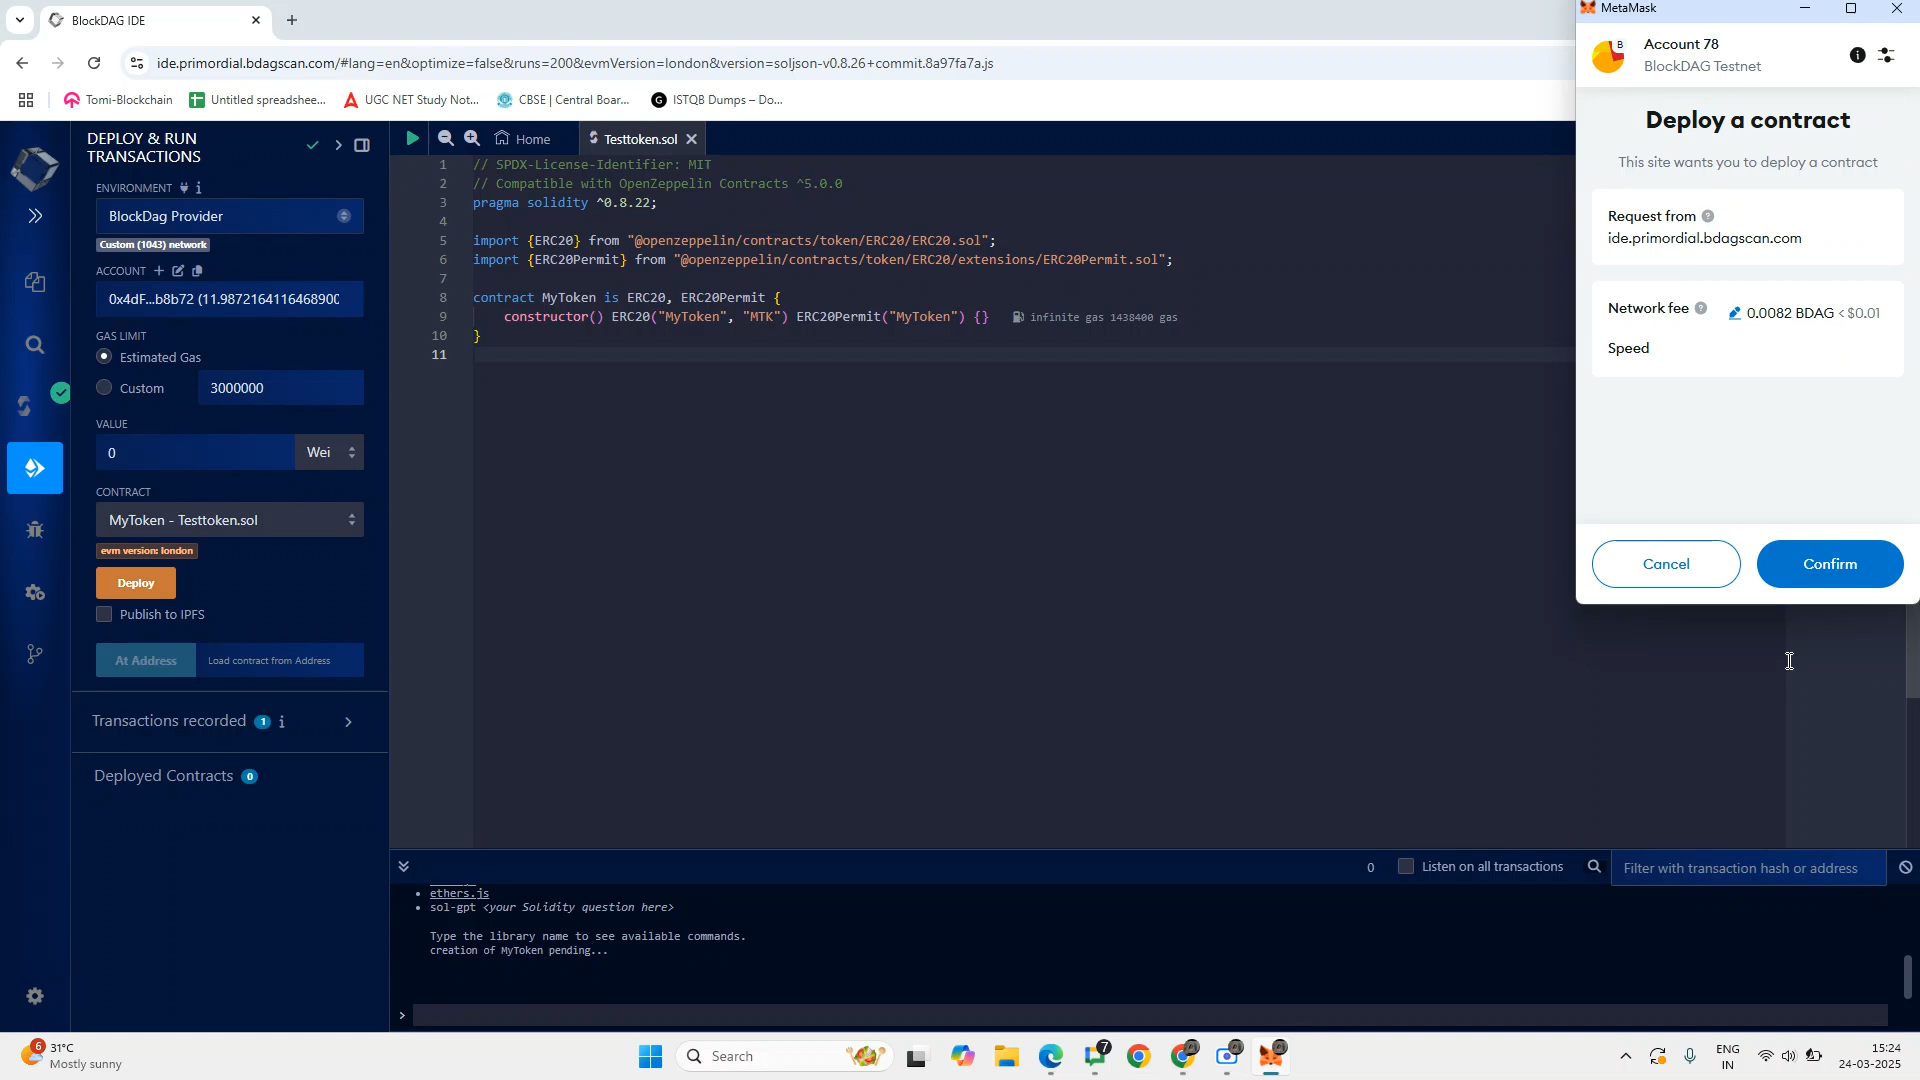 BlockDAG IDE
ide.primordial.bdagscan.com/#lang=en&optimize=false&runs=200&evmVersion=london&version=soljson-v0.8.26+commit.8a97fa7a.js
Tomi-Blockchain
Untitled spreadshee...
UGC NET Study Not...
CBSE | Central Boar...
ISTQB Dumps – Do...
DEPLOY & RUN
TRANSACTIONS
ENVIRONMENT
BlockDag Provider
Custom (1043) network
ACCOUNT
0x4dF...b8b72 (11.9872164116468900
GAS LIMIT
Estimated Gas
Custom
3000000
VALUE
0
Wei
CONTRACT
MyToken - Testtoken.sol
evm version: london
Deploy
Publish to IPFS
At Address
Load contract from Address
Transactions recorded 1
Deployed Contracts 0
Home
Testtoken.sol
1 // SPDX-License-Identifier: MIT
2 // Compatible with OpenZeppelin Contracts ^5.0.0
3 pragma solidity ^0.8.22;
4
5 import {ERC20} from "@openzeppelin/contracts/token/ERC20/ERC20.sol";
6 import {ERC20Permit} from "@openzeppelin/contracts/token/ERC20/extensions/ERC20Permit.sol";
7
8 contract MyToken is ERC20, ERC20Permit {
9 constructor() ERC20("MyToken", "MTK") ERC20Permit("MyToken") {} infinite gas 1438400 gas
10 }
11
0
Listen on all transactions
Filter with transaction hash or address
ethers.js
sol-gpt <your Solidity question here>
Type the library name to see available commands.
creation of MyToken pending...
>
MetaMask
B
Account 78
BlockDAG Testnet
Deploy a contract
This site wants you to deploy a contract
Request from
ide.primordial.bdagscan.com
Network fee
0.0082 BDAG < $0.01
Speed
Cancel
Confirm
6
31°C
Mostly sunny
Search
7
ENG
IN
15:24
24-03-2025